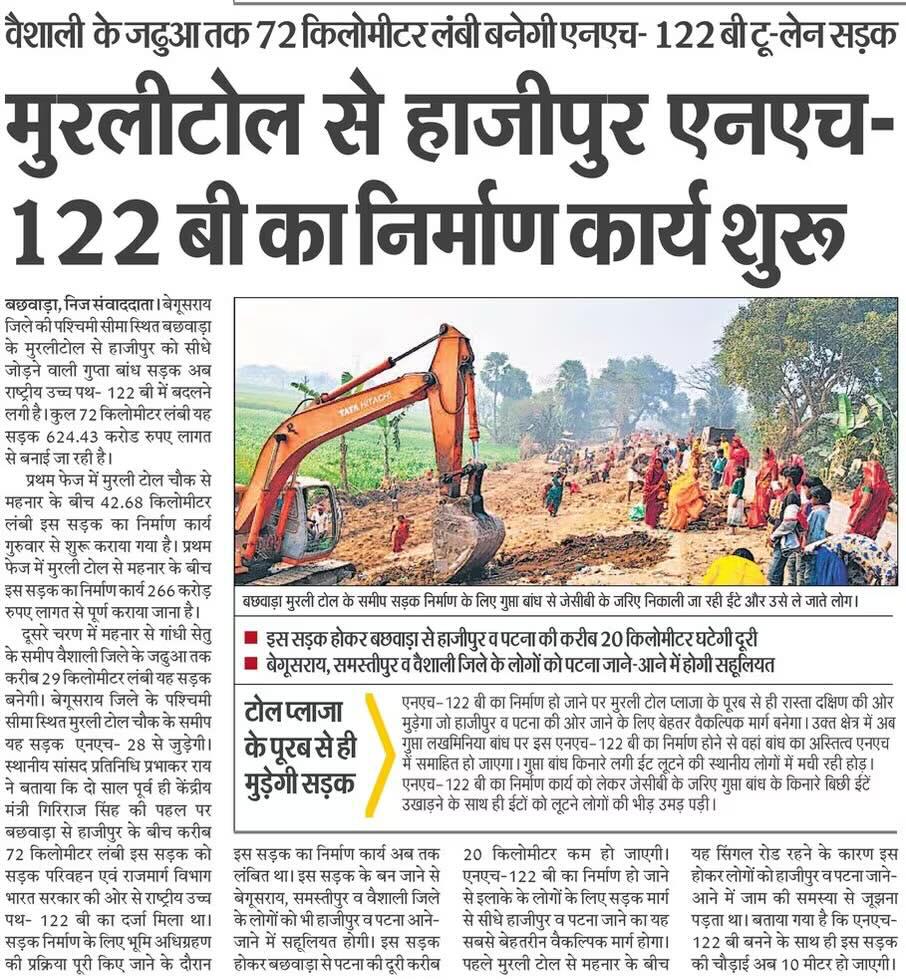 वैशाली के जढुआ तक 72 किलोमीटर लंबी बनेगी एनएच- 122 बी टू-लेन सड़क
मुरलीटोल से हाजीपुर एनएच-
122 बी का निर्माण कार्य शुरू
बछवाड़ा, निज संवाददाता। बेगूसराय
जिले की पश्चिमी सीमा स्थित बछवाड़ा
के मुरलीटोल से हाजीपुर को सीधे
जोड़ने वाली गुप्ता बांध सड़क अब
राष्ट्रीय उच्च पथ- 122 बी में बदलने
लगी है। कुल 72 किलोमीटर लंबी यह
सड़क 624.43 करोड रुपए लागत
से बनाई जा रही है।
प्रथम फेज में मुरली टोल चौक से
महनार के बीच 42.68 किलोमीटर
लंबी इस सड़क का निर्माण कार्य
गुरुवार से शुरू कराया गया है। प्रथम
फेज में मुरली टोल से महनार के बीच
इस सड़क का निर्माण कार्य 266 करोड़
रुपए लागत से पूर्ण कराया जाना है।
दूसरे चरण में महनार से गांधी सेतु
के समीप वैशाली जिले के जढुआ तक
करीब 29 किलोमीटर लंबी यह सड़क
बनेगी। बेगूसराय जिले के पश्चिमी
सीमा स्थित मुरली टोल चौक के समीप
यह सड़क एनएच- 28 से जुड़ेगी।
स्थानीय सांसद प्रतिनिधि प्रभाकर राय
ने बताया कि दो साल पूर्व ही केंद्रीय
मंत्री गिरिराज सिंह की पहल पर
बछवाड़ा से हाजीपुर के बीच करीब
72 किलोमीटर लंबी इस सड़क को
सड़क परिवहन एवं राजमार्ग विभाग
भारत सरकार की ओर से राष्ट्रीय उच्च
पथ- 122 बी का दर्जा मिला था।
सड़क निर्माण के लिए भूमि अधिग्रहण
की प्रक्रिया पूरी किए जाने के दौरान
TATA HITACHI
बछवाड़ा मुरली टोल के समीप सड़क निर्माण के लिए गुप्ता बांध से जेसीबी के जरिए निकाली जा रही ईटे और उसे ले जाते लोग।
इस सड़क होकर बछवाड़ा से हाजीपुर व पटना की करीब 20 किलोमीटर घटेगी दूरी
बेगूसराय, समस्तीपुर व वैशाली जिले के लोगों को पटना जाने-आने में होगी सहूलियत
टोल प्लाजा
के पूरब से ही
मुड़ेगी सड़क
एनएच-122 बी का निर्माण हो जाने पर मुरली टोल प्लाजा के पूरब से ही रास्ता दक्षिण की ओर
मुड़ेगा जो हाजीपुर व पटना की ओर जाने के लिए बेहतर वैकल्पिक मार्ग बनेगा। उक्त क्षेत्र में अब
गुप्ता लखमिनिया बांध पर इस एनएच-122 बी का निर्माण होने से वहां बांध का अस्तित्व एनएच
में समाहित हो जाएगा। गुप्ता बांध किनारे लगी ईट लूटने की स्थानीय लोगों में मची रही होड़।
एनएच-122 बी का निर्माण कार्य को लेकर जेसीबी के जरिए गुप्ता बांध के किनारे बिछी ईटें
उखाड़ने के साथ ही ईटों को लूटने लोगों की भीड़ उमड़ पड़ी।
इस सड़क का निर्माण कार्य अब तक
लंबित था। इस सड़क के बन जाने से
बेगूसराय, समस्तीपुर व वैशाली जिले
के लोगों को भी हाजीपुर व पटना आने-
जाने में सहूलियत होगी। इस सड़क
होकर बछवाड़ा से पटना की दूरी करीब
20 किलोमीटर कम हो जाएगी।
एनएच-122 बी का निर्माण हो जाने
से इलाके के लोगों के लिए सड़क मार्ग
से सीधे हाजीपुर व पटना जाने का यह
सबसे बेहतरीन वैकल्पिक मार्ग होगा।
पहले मुरली टोल से महनार के बीच
यह सिंगल रोड रहने के कारण इस
होकर लोगों को हाजीपुर व पटना जाने-
आने में जाम की समस्या से जूझना
पड़ता था। बताया गया है कि एनएच-
122 बी बनने के साथ ही इस सड़क
की चौड़ाई अब 10 मीटर हो जाएगी।